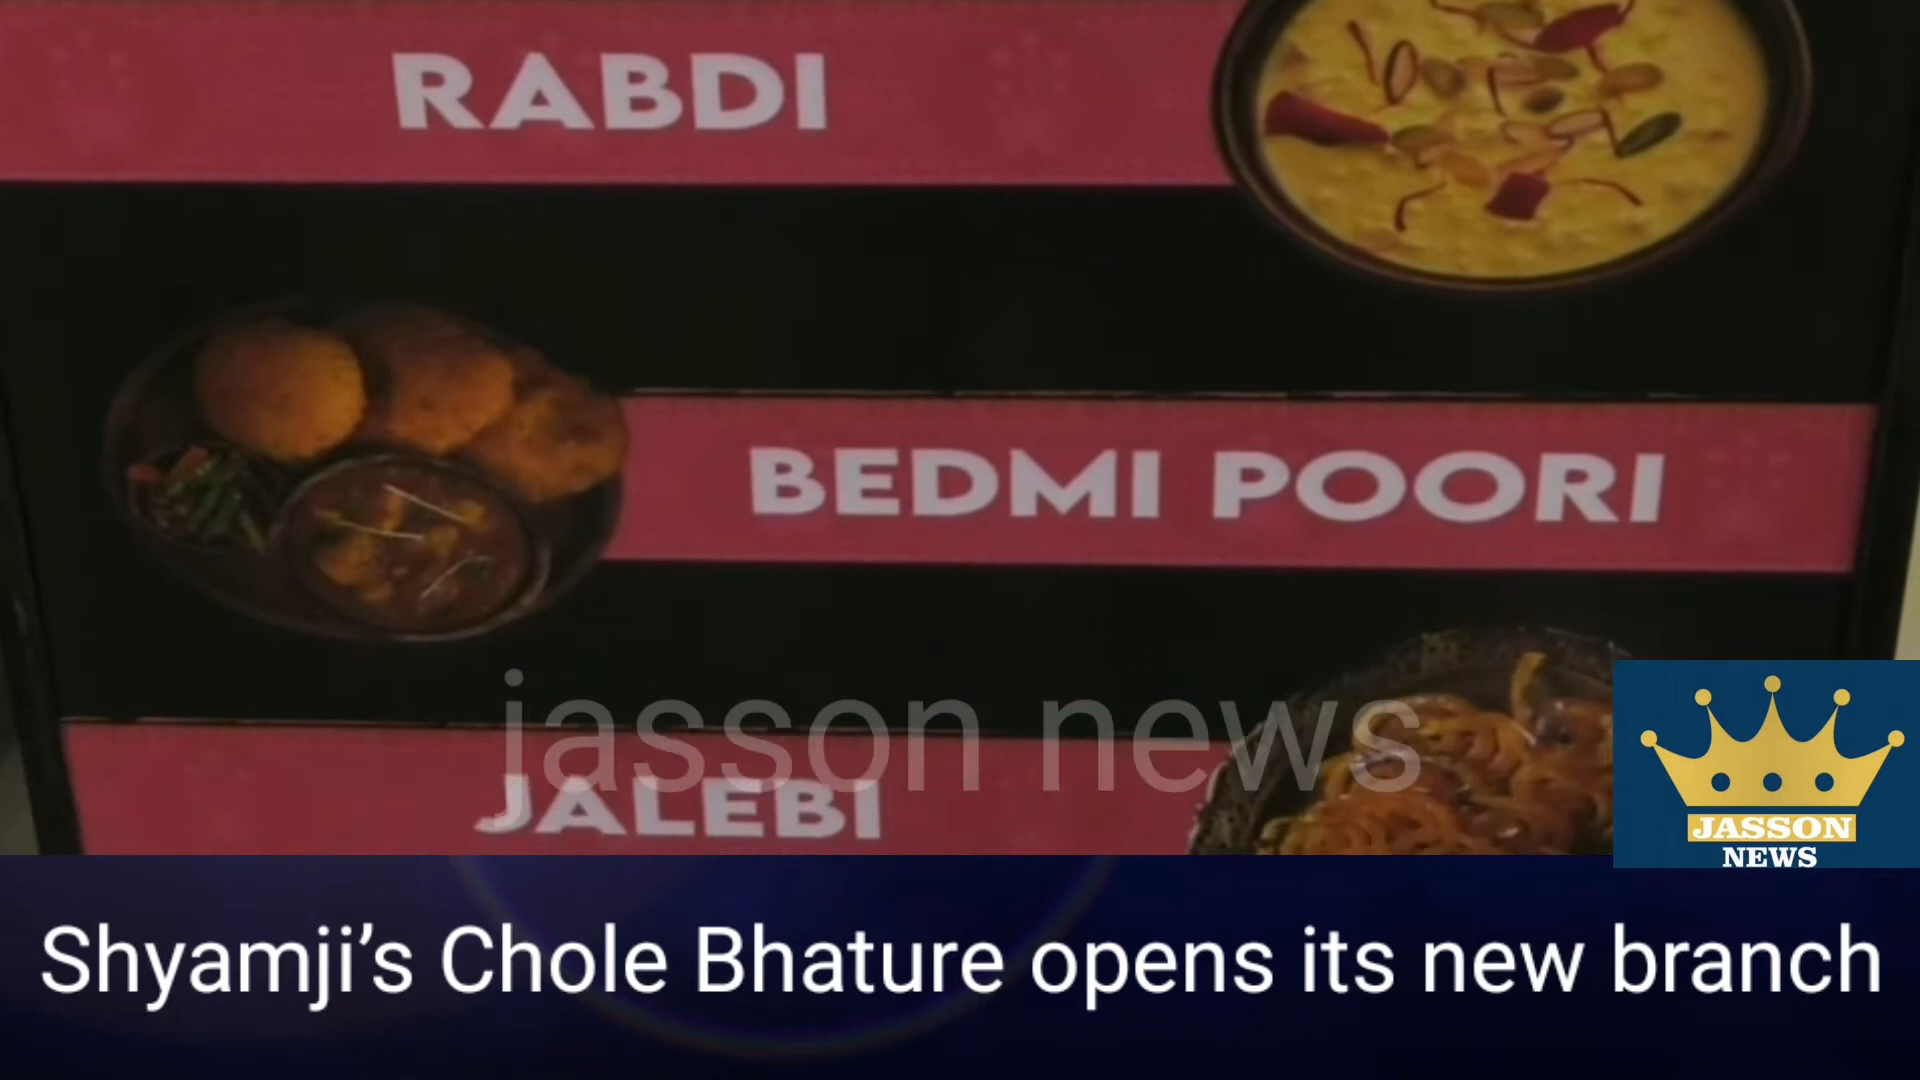 RABDI
BEDMI POORI
jasson news
JALEBI
JASSON
NEWS
Shyamji’s Chole Bhature opens its new branch